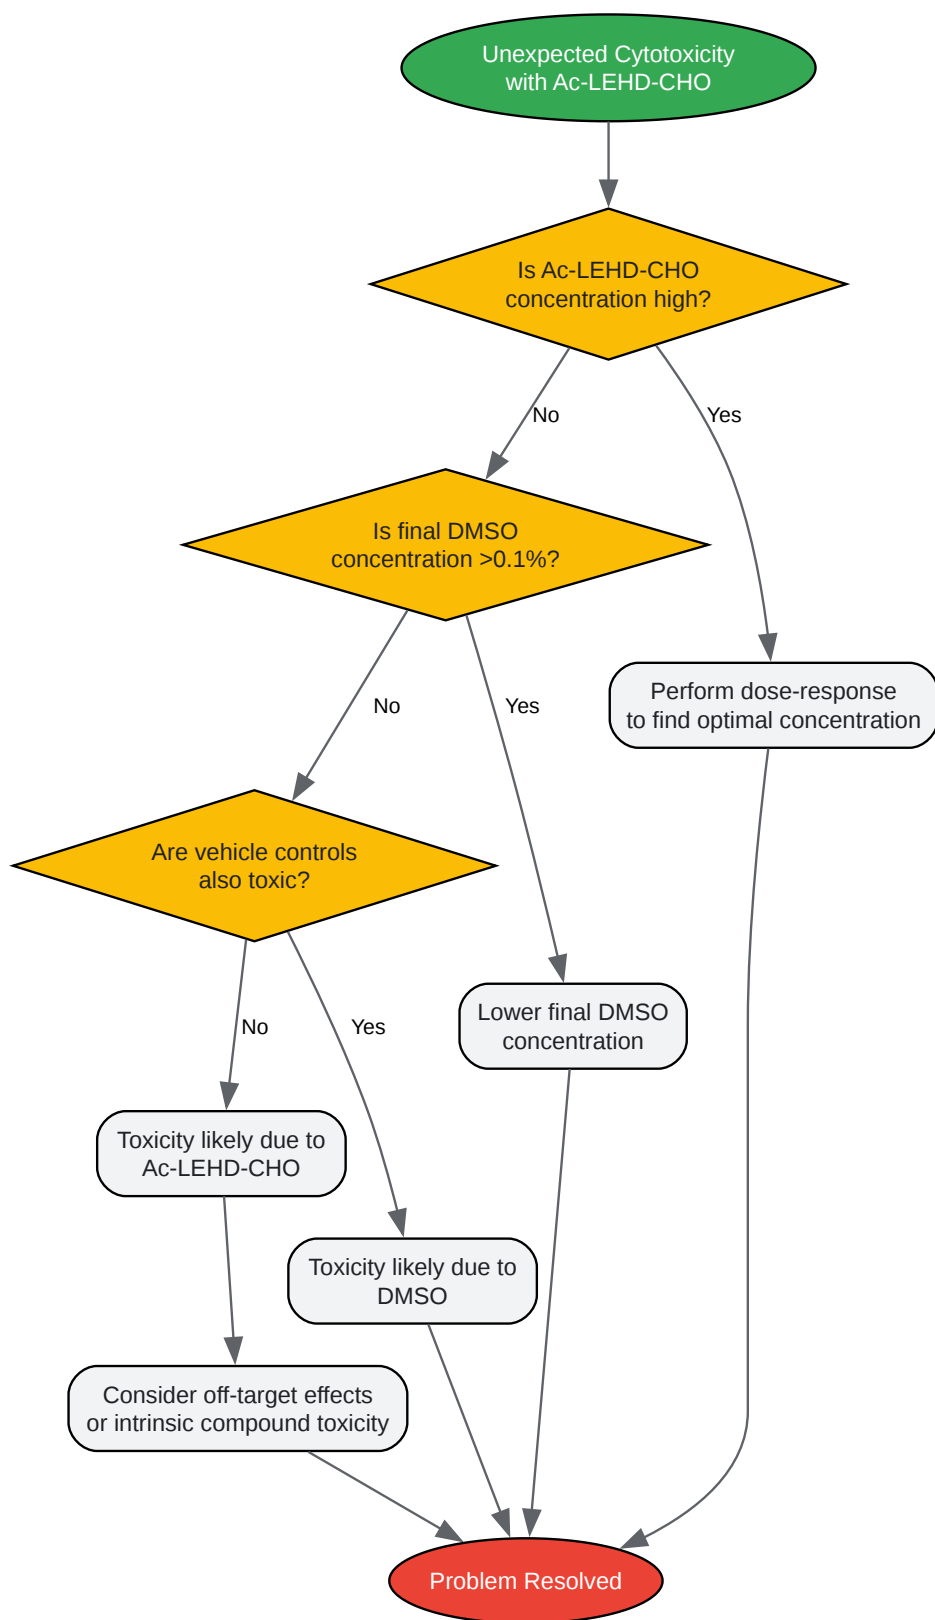 Unexpected Cytotoxicity
with Ac-LEHD-CHO
Is Ac-LEHD-CHO
concentration high?
No
Yes
Is final DMSO
concentration >0.1%?
Perform dose-response
to find optimal concentration
No
Yes
Are vehicle controls
also toxic?
Lower final DMSO
concentration
No
Yes
Toxicity likely due to
Ac-LEHD-CHO
Toxicity likely due to
DMSO
Consider off-target effects
or intrinsic compound toxicity
Problem Resolved